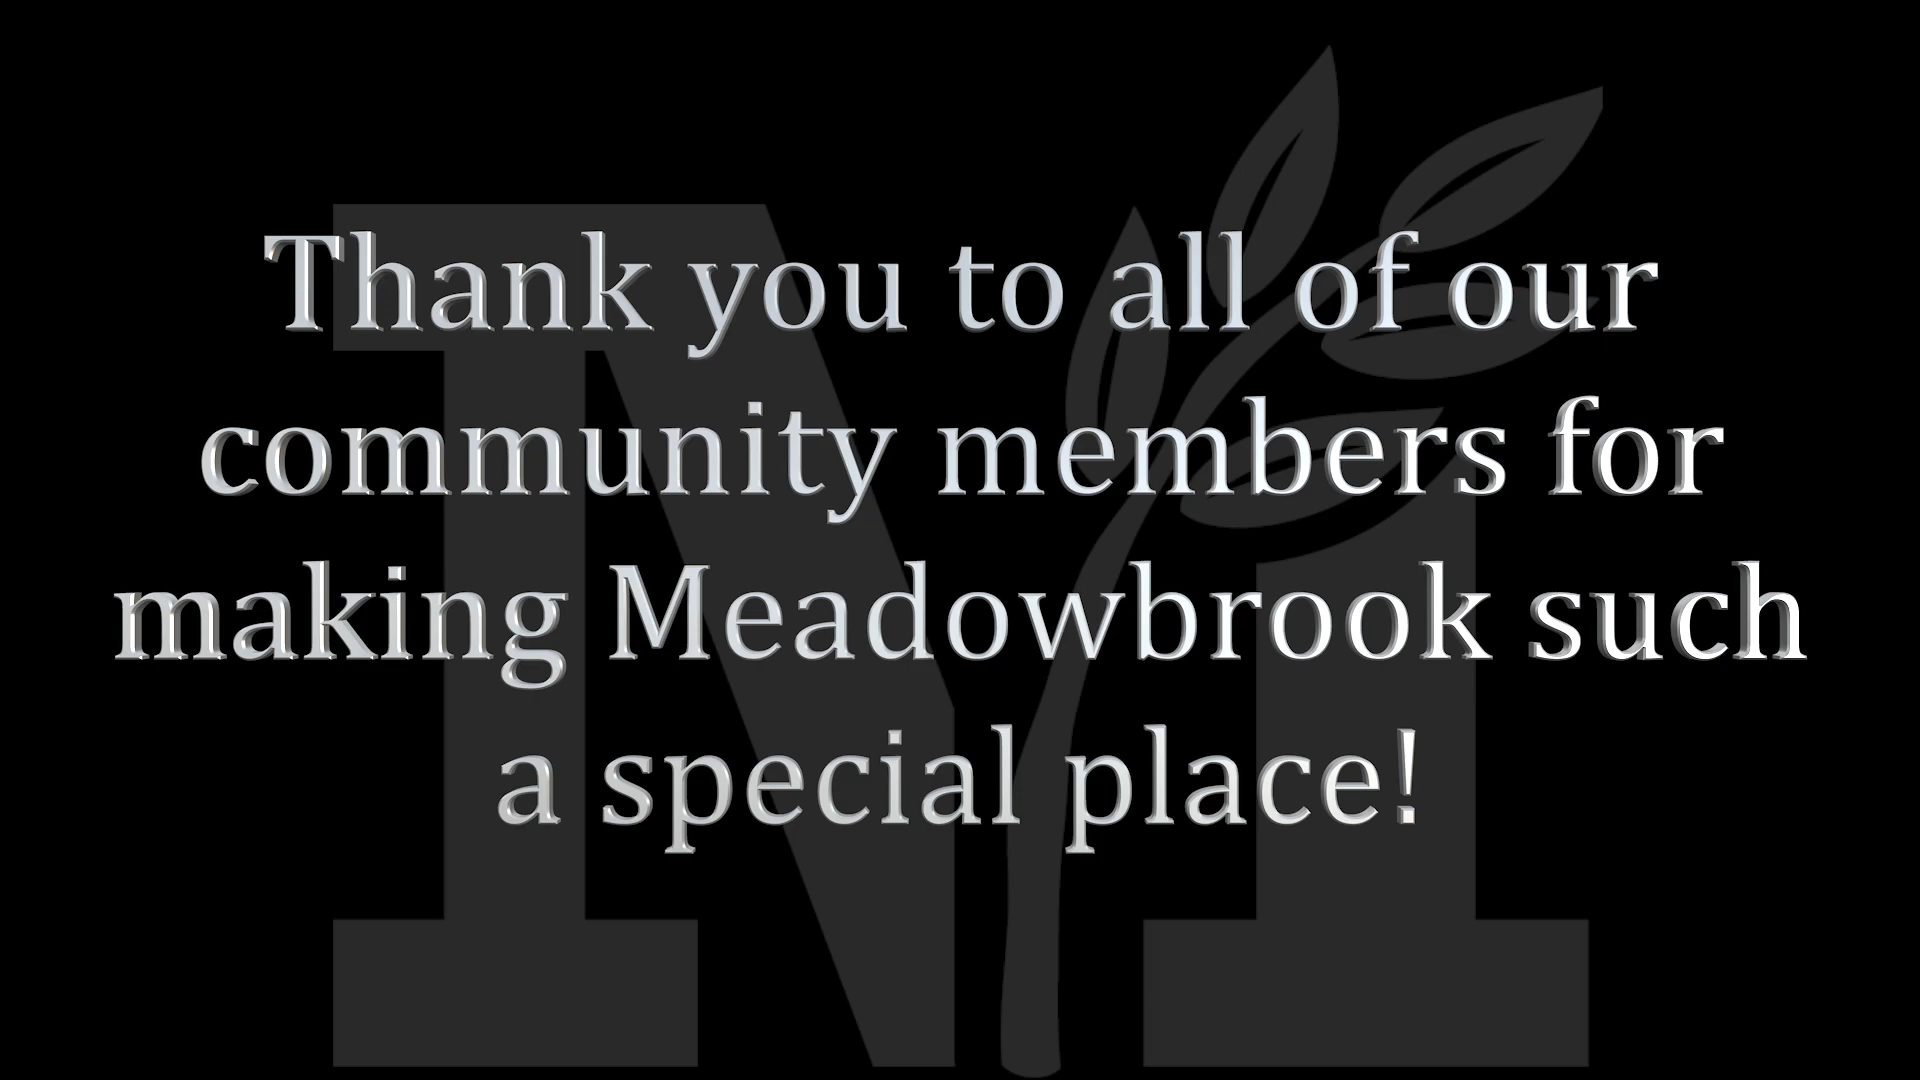 Thank you to all of our
community members for
making Meadowbrook such
a special place!